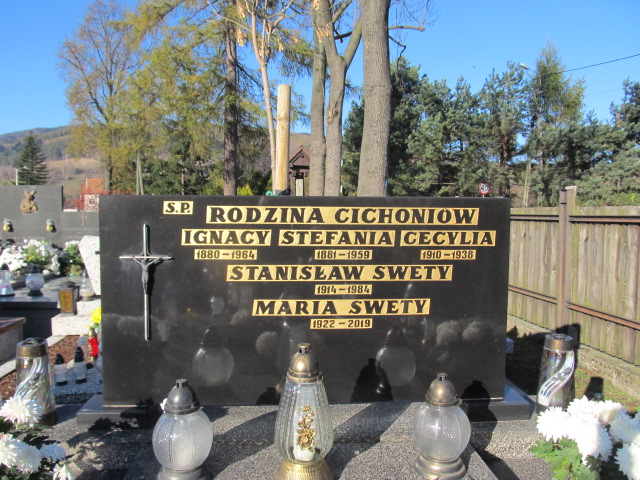 Ś.P. RODZINA CICHONIÓW
IGNACY STEFANIA CECYLIA
1880-1964 1881-1959 1910-1938
STANISŁAW SWETY
1914-1984
MARIA SWETY
1922-2019